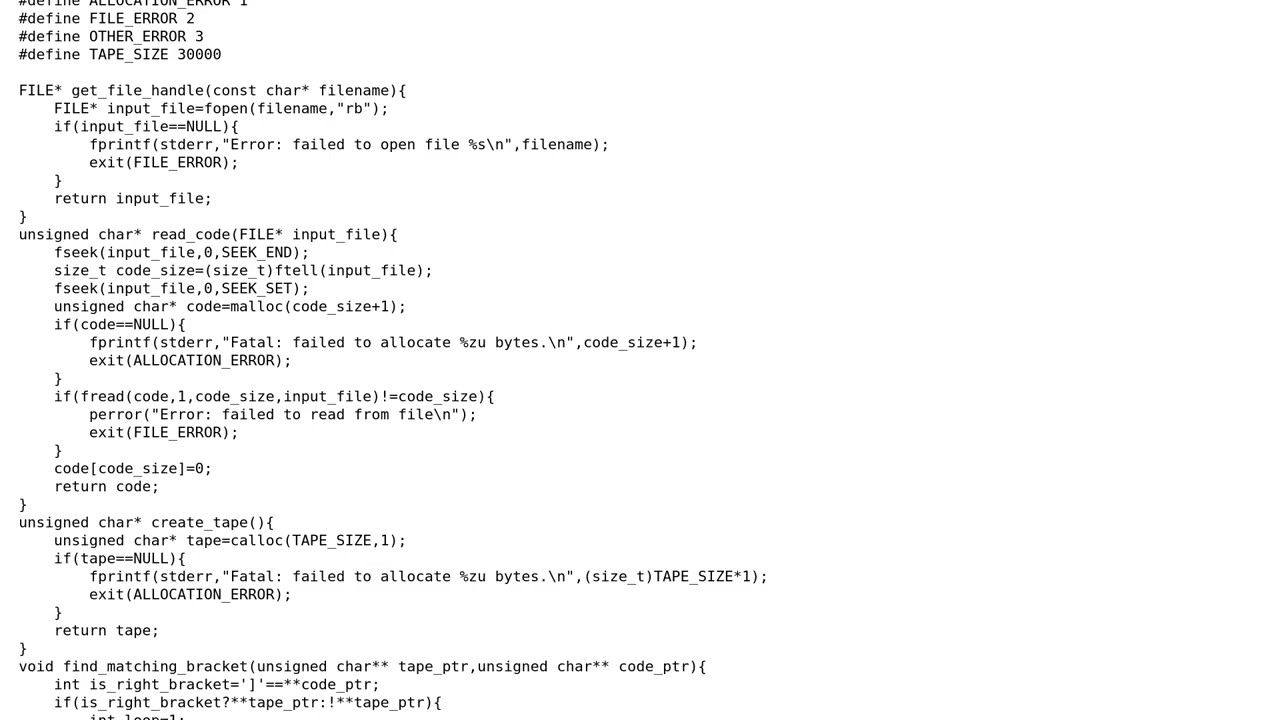 #define ALLOCATION_ERROR 1
#define FILE_ERROR 2
#define OTHER_ERROR 3
#define TAPE_SIZE 30000

FILE* get_file_handle(const char* filename){
    FILE* input_file=fopen(filename,"rb");
    if(input_file==NULL){
        fprintf(stderr,"Error: failed to open file %s\n",filename);
        exit(FILE_ERROR);
    }
    return input_file;
}
unsigned char* read_code(FILE* input_file){
    fseek(input_file,0,SEEK_END);
    size_t code_size=(size_t)ftell(input_file);
    fseek(input_file,0,SEEK_SET);
    unsigned char* code=malloc(code_size+1);
    if(code==NULL){
        fprintf(stderr,"Fatal: failed to allocate %zu bytes.\n",code_size+1);
        exit(ALLOCATION_ERROR);
    }
    if(fread(code,1,code_size,input_file)!=code_size){
        perror("Error: failed to read from file\n");
        exit(FILE_ERROR);
    }
    code[code_size]=0;
    return code;
}
unsigned char* create_tape(){
    unsigned char* tape=calloc(TAPE_SIZE,1);
    if(tape==NULL){
        fprintf(stderr,"Fatal: failed to allocate %zu bytes.\n",(size_t)TAPE_SIZE*1);
        exit(ALLOCATION_ERROR);
    }
    return tape;
}
void find_matching_bracket(unsigned char** tape_ptr,unsigned char** code_ptr){
    int is_right_bracket=']'==**code_ptr;
    if(is_right_bracket?**tape_ptr:!**tape_ptr){
        int loop=1;